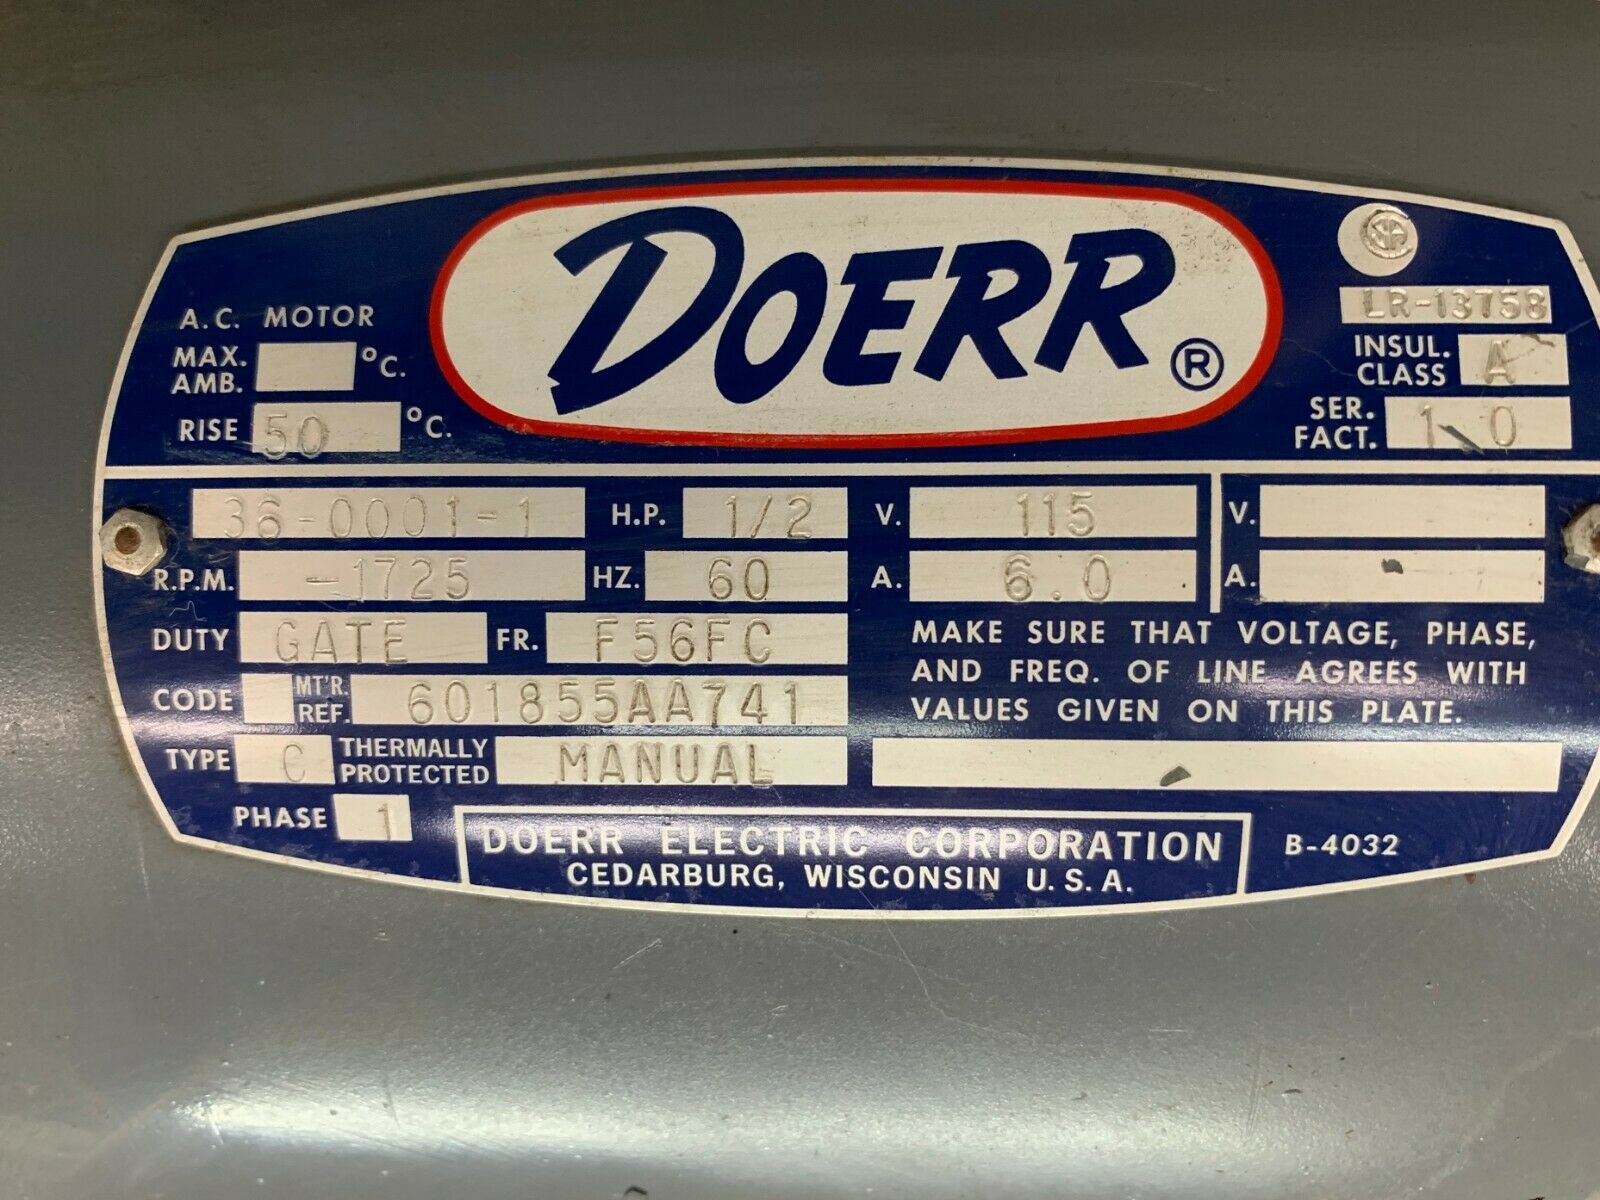 DOERR ®
CSA
LR-13758
A.C. MOTOR
MAX. AMB. °C.
RISE 50 °C.
INSUL. CLASS A
SER. FACT. 1.0
36-0001-1 H.P. 1/2 V. 115 V.
R.P.M. -1725 HZ. 60 A. 6.0 A.
DUTY GATE FR. F56FC
CODE MT'R. REF. 601855AA741
TYPE C THERMALLY PROTECTED MANUAL
PHASE 1
MAKE SURE THAT VOLTAGE, PHASE,
AND FREQ. OF LINE AGREES WITH
VALUES GIVEN ON THIS PLATE.
DOERR ELECTRIC CORPORATION
CEDARBURG, WISCONSIN U.S.A.
B-4032